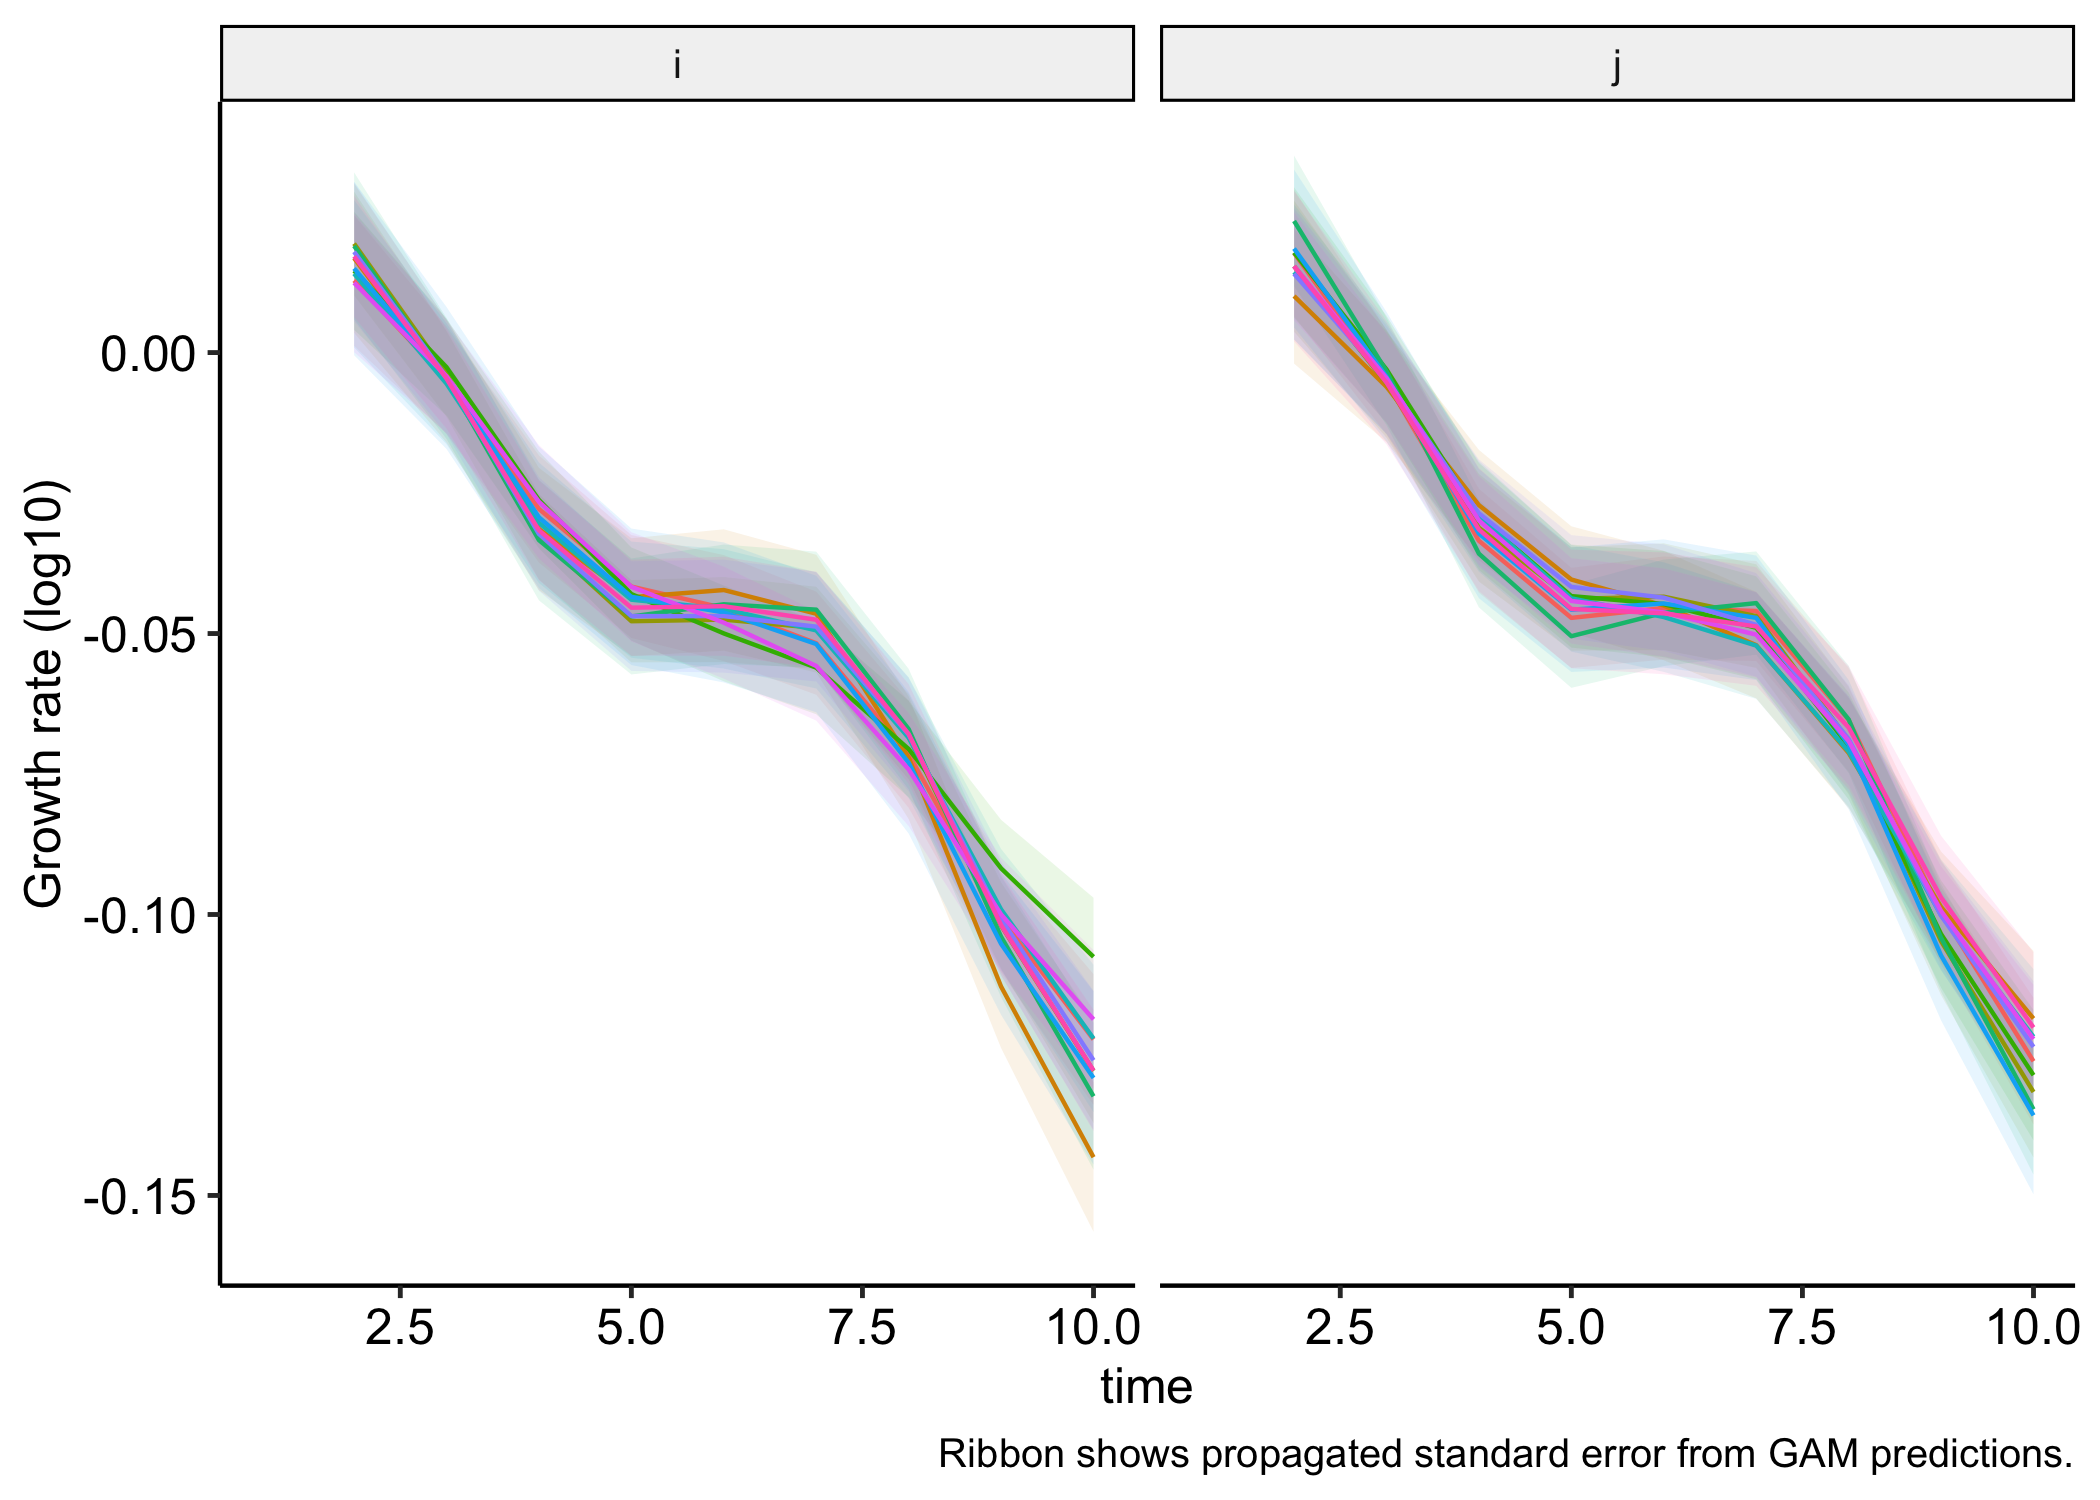 i
j
Growth rate (log10)
0.00
-0.05
-0.10
-0.15
2.5 5.0 7.5 10.0
2.5 5.0 7.5 10.0
time
Ribbon shows propagated standard error from GAM predictions.